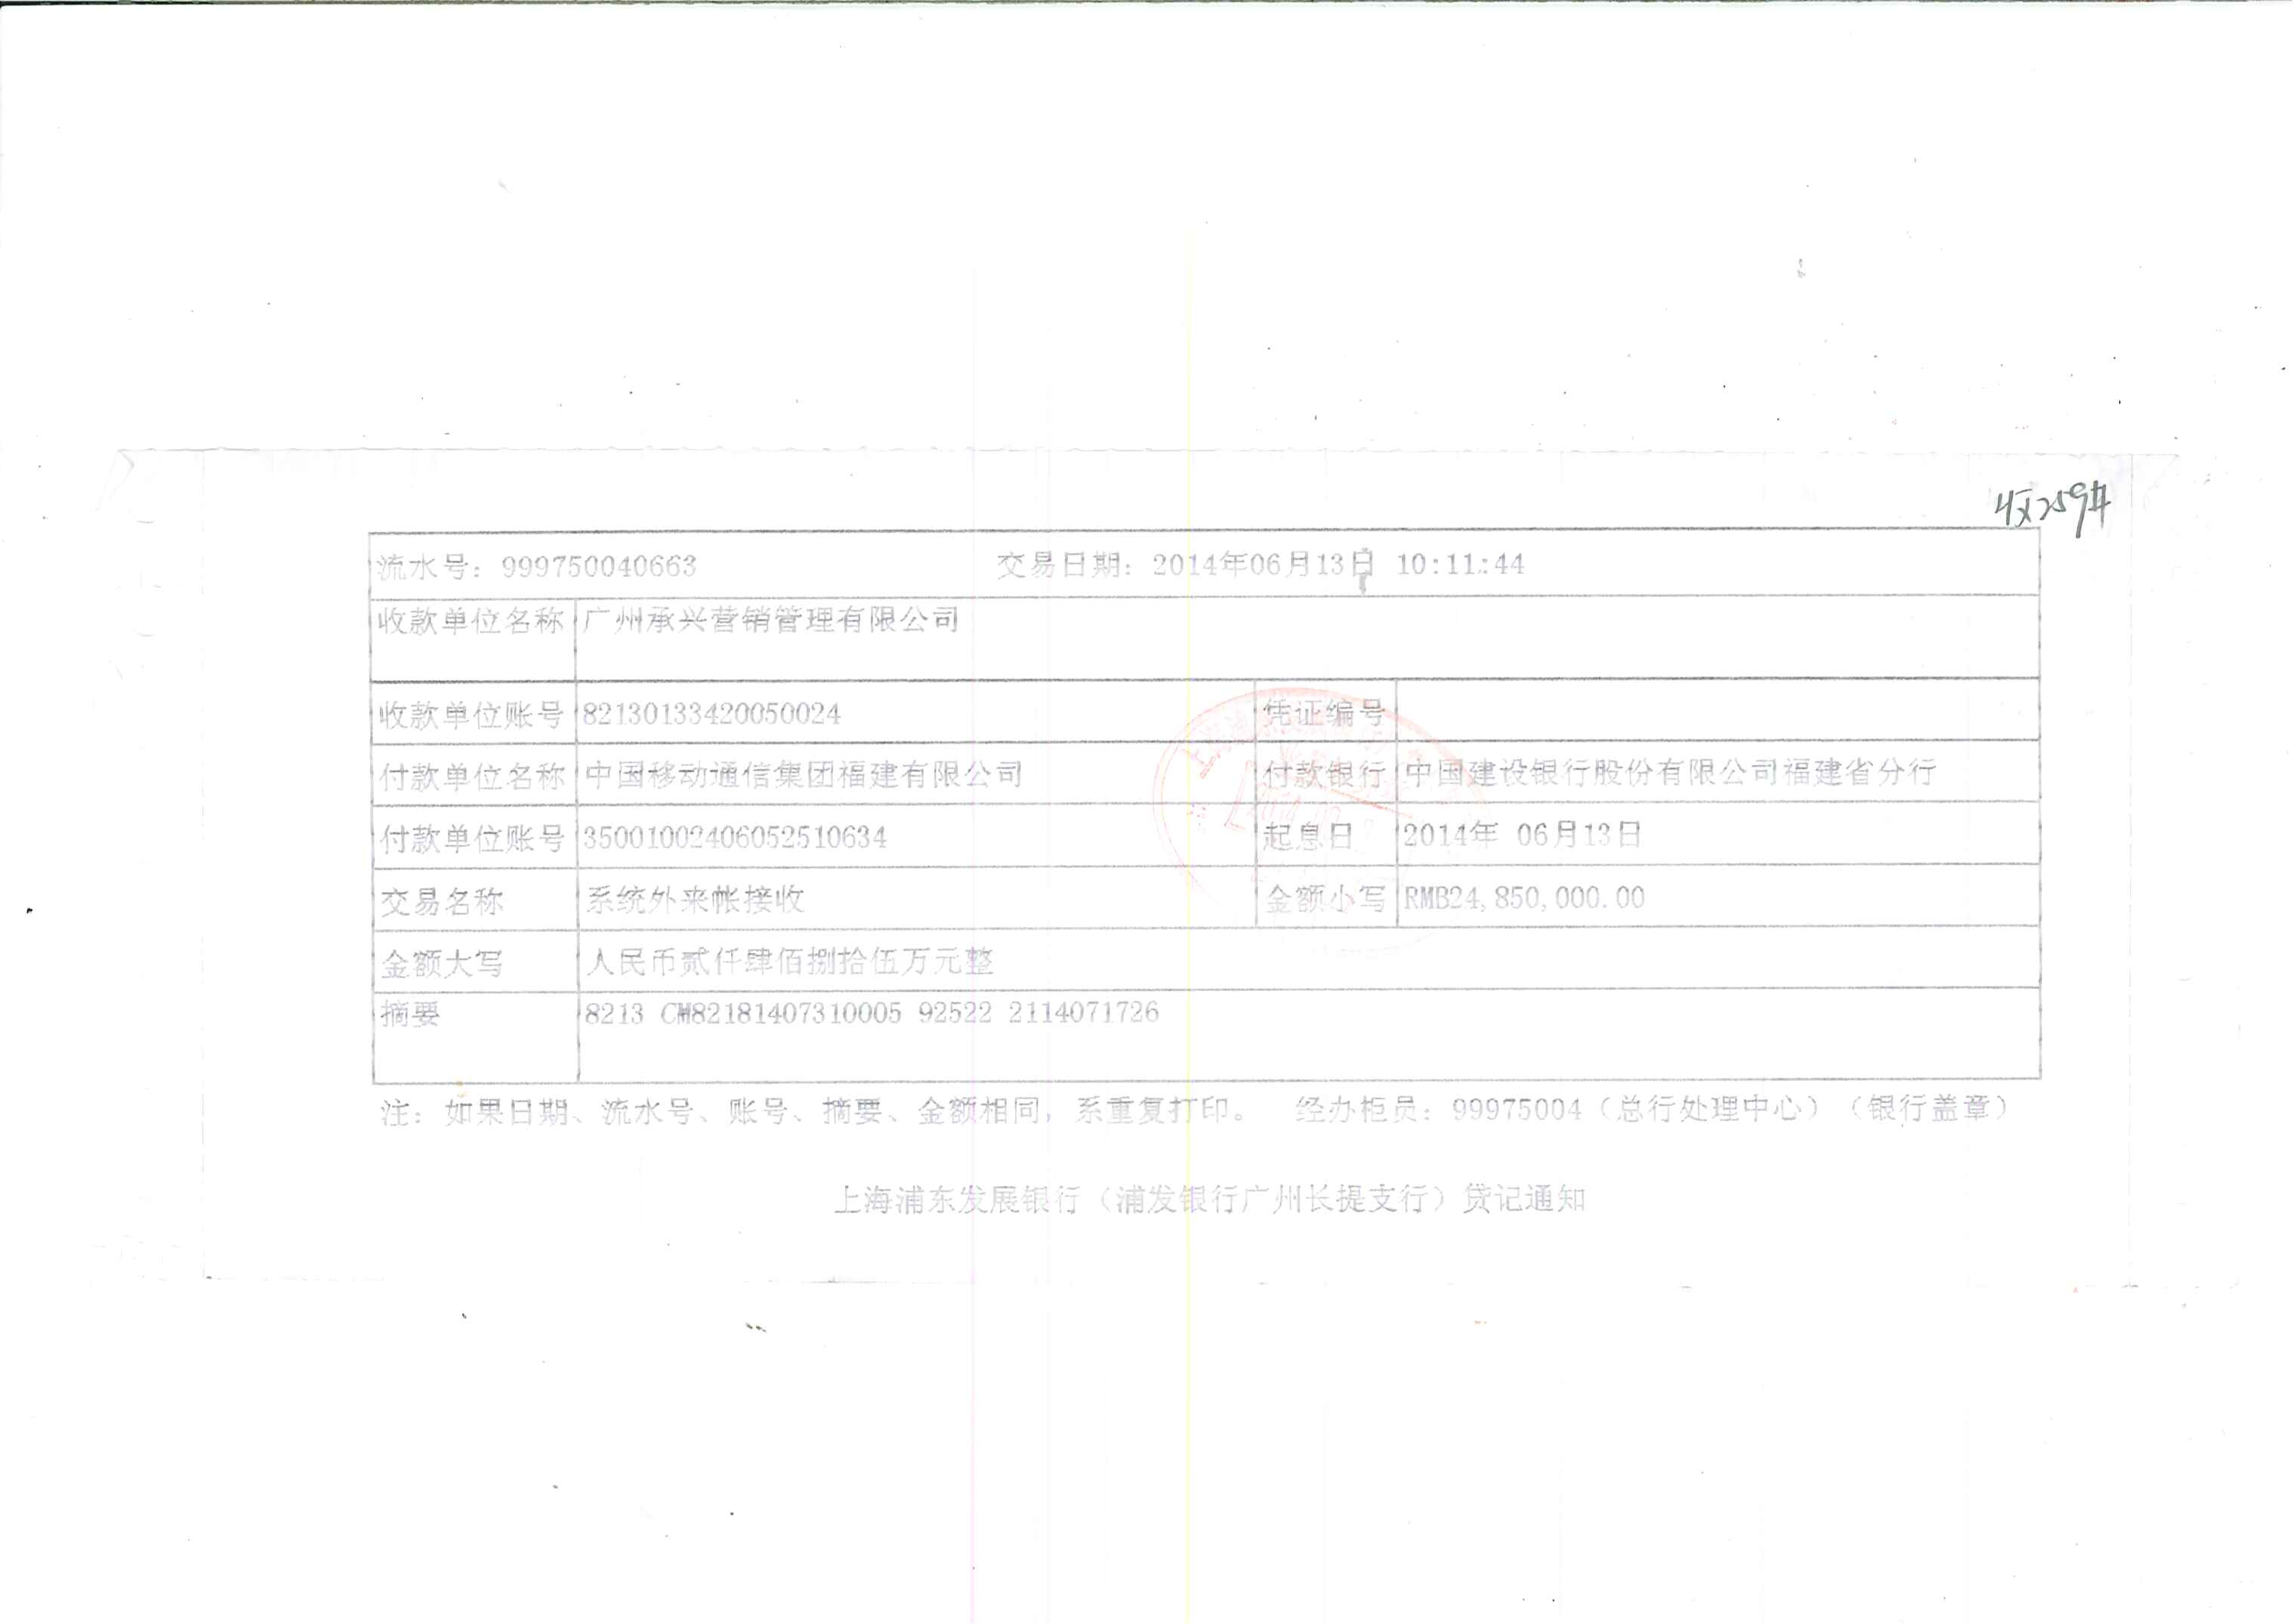 收259#
流水号：999750040663 交易日期：2014年06月13日 10:11:44
收款单位名称 广州承兴营销管理有限公司
收款单位账号 82130133420050024 凭证编号
付款单位名称 中国移动通信集团福建有限公司 付款银行 中国建设银行股份有限公司福建省分行
付款单位账号 35001002406052510634 起息日 2014年 06月13日
交易名称 系统外来帐接收 金额小写 RMB24,850,000.00
金额大写 人民币贰仟肆佰捌拾伍万元整
摘要 8213 CM82181407310005 92522 2114071726
注：如果日期、流水号、账号、摘要、金额相同，系重复打印。 经办柜员：99975004（总行处理中心）（银行盖章）
上海浦东发展银行（浦发银行广州长提支行）贷记通知